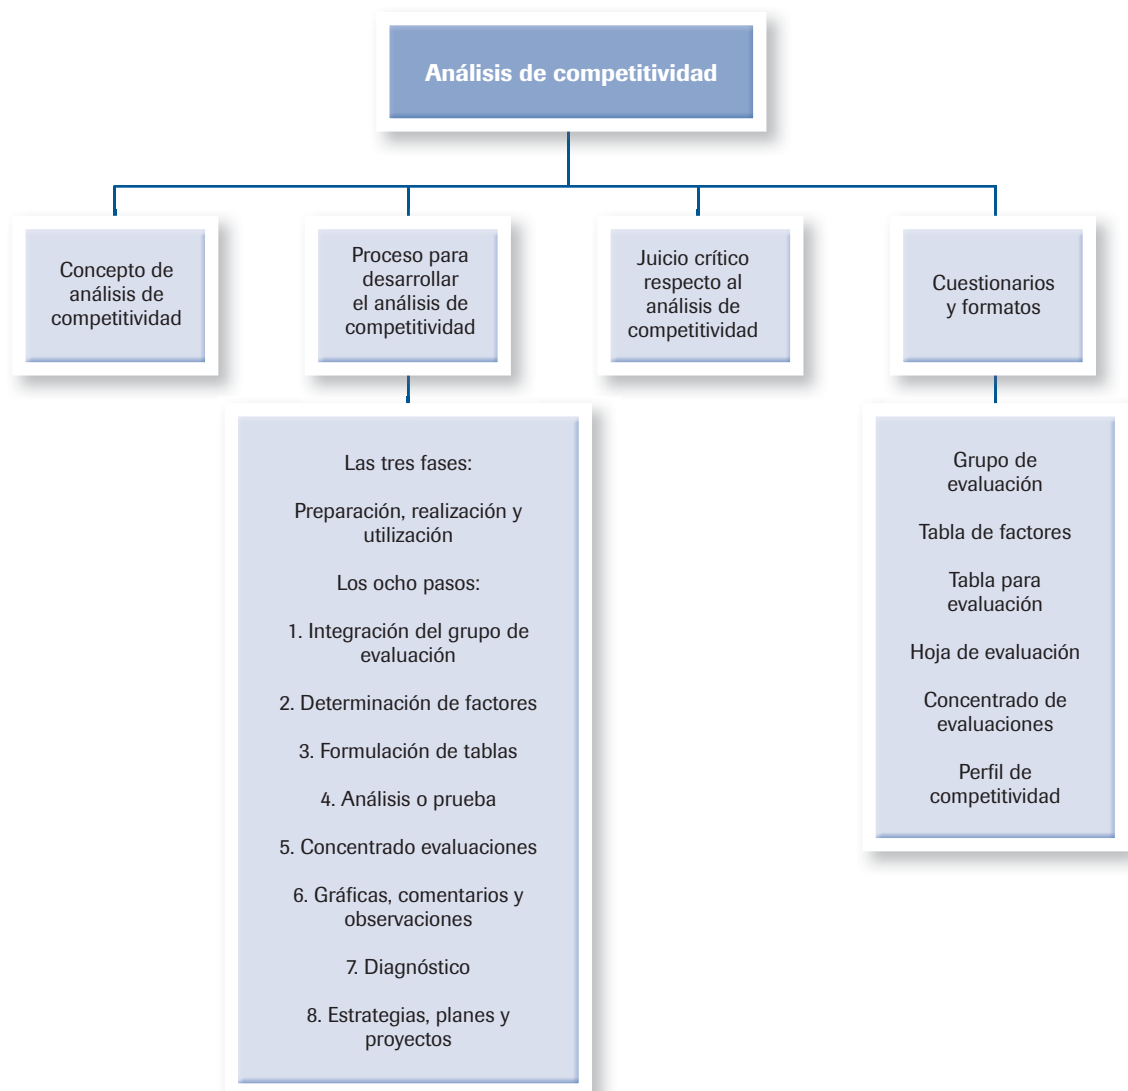 Análisis de competitividad
Concepto de
análisis de
competitividad
Proceso para
desarrollar
el análisis de
competitividad
Juicio crítico
respecto al
análisis de
competitividad
Cuestionarios
y formatos
Las tres fases:
Preparación, realización y
utilización
Los ocho pasos:
1. Integración del grupo de
evaluación
2. Determinación de factores
3. Formulación de tablas
4. Análisis o prueba
5. Concentrado evaluaciones
6. Gráficas, comentarios y
observaciones
7. Diagnóstico
8. Estrategias, planes y
proyectos
Grupo de
evaluación
Tabla de factores
Tabla para
evaluación
Hoja de evaluación
Concentrado de
evaluaciones
Perfil de
competitividad